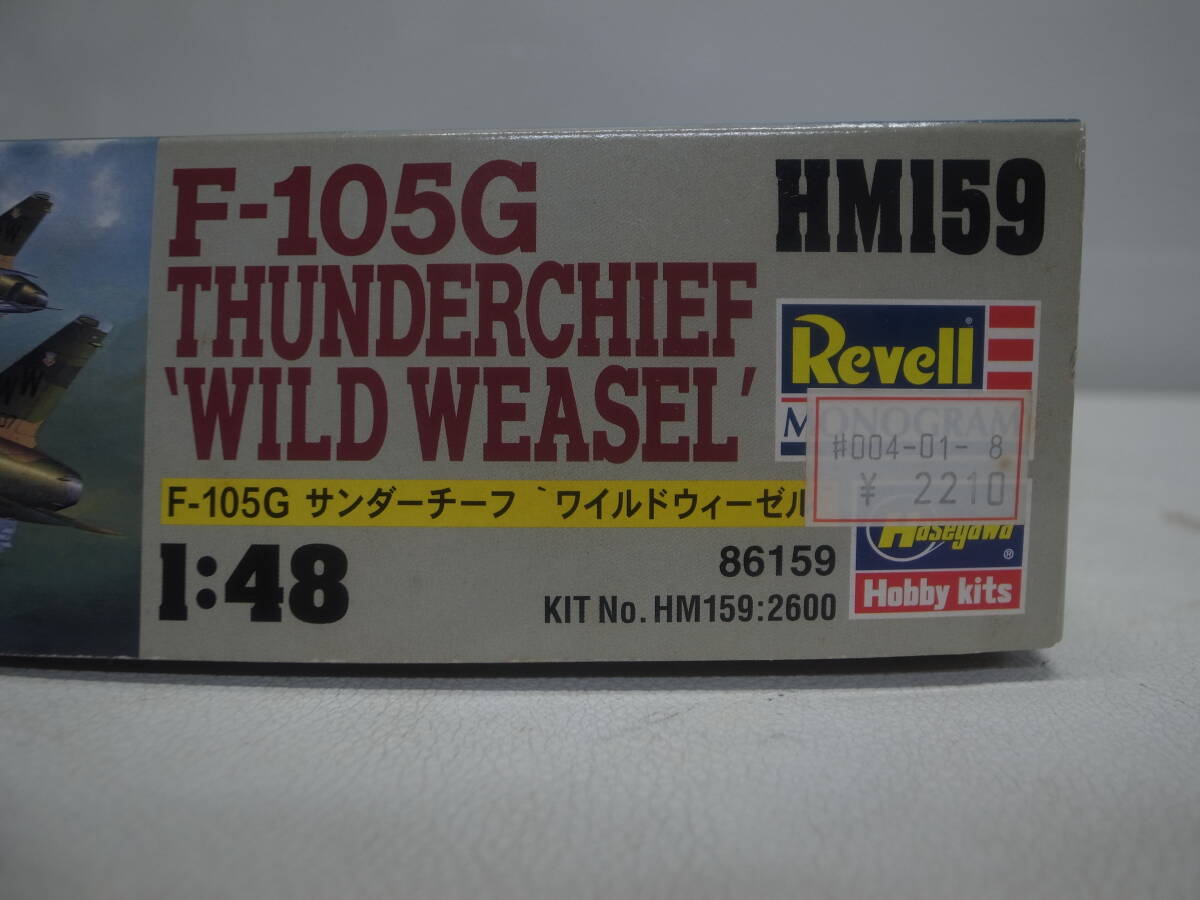 F-105G
THUNDERCHIEF
‘WILD WEASEL’
F-105G サンダーチーフ `ワイルドウィーゼル
1:48
HM159
Revell
®
MONOGRAM
#004-01- 8
¥ 2210
Hasegawa
®
Hobby kits
86159
KIT No. HM159:2600
WW